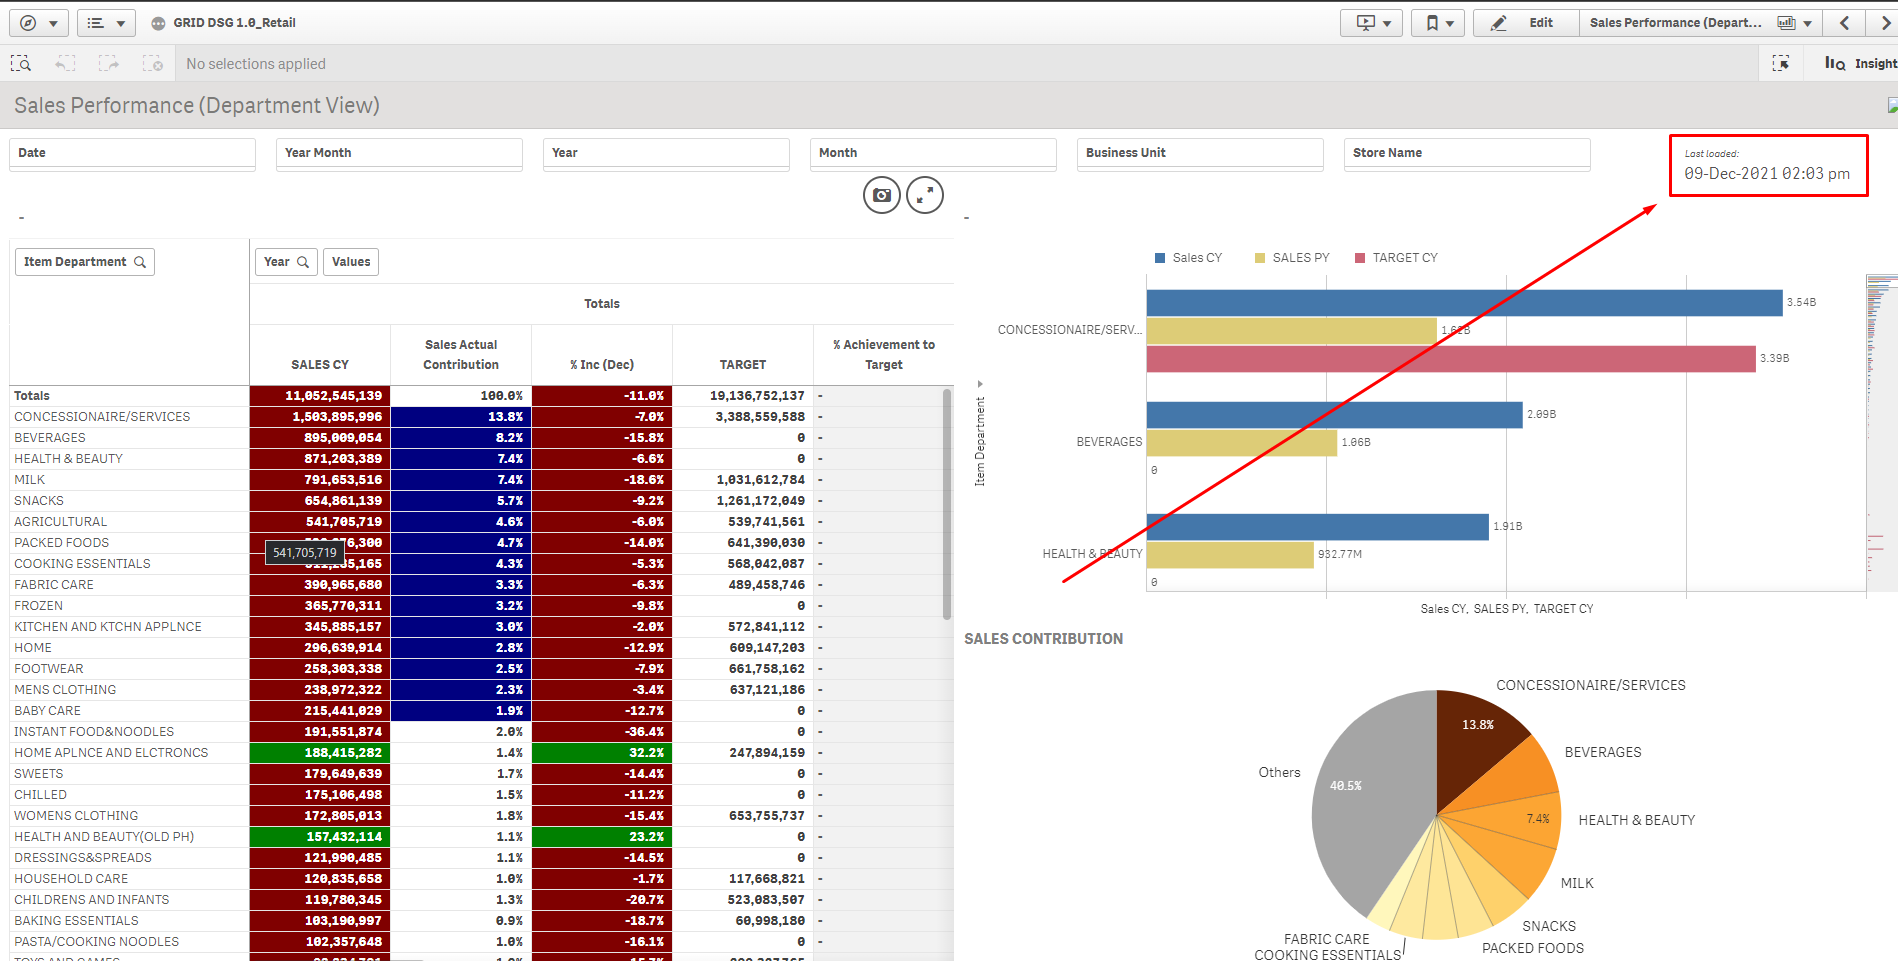 GRID DSG 1.0_Retail
Edit
Sales Performance (Depart...
No selections applied
Insight
Sales Performance (Department View)
Date
Year Month
Year
Month
Business Unit
Store Name
Last loaded:
09-Dec-2021 02:03 pm
-
-
Item Department
Year
Values
Totals
SALES CY
Sales Actual
Contribution
% Inc (Dec)
TARGET
% Achievement to
Target
Totals 11,052,545,139 100.0% -11.0% 19,136,752,137 -
CONCESSIONAIRE/SERVICES 1,503,895,996 13.8% -7.0% 3,388,559,588 -
BEVERAGES 895,009,054 8.2% -15.8% 0 -
HEALTH & BEAUTY 871,203,389 7.4% -6.6% 0 -
MILK 791,653,516 7.4% -18.6% 1,031,612,784 -
SNACKS 654,861,139 5.7% -9.2% 1,261,172,049 -
AGRICULTURAL 541,705,719 4.6% -6.0% 539,741,561 -
PACKED FOODS 4.7% -14.0% 641,390,030 -
541,705,719
COOKING ESSENTIALS 4.3% -5.3% 568,042,087 -
FABRIC CARE 390,965,680 3.3% -6.3% 489,458,746 -
FROZEN 365,770,311 3.2% -9.8% 0 -
KITCHEN AND KTCHN APPLNCE 345,885,157 3.0% -2.0% 572,841,112 -
HOME 296,639,914 2.8% -12.9% 609,147,203 -
FOOTWEAR 258,303,338 2.5% -7.9% 661,758,162 -
MENS CLOTHING 238,972,322 2.3% -3.4% 637,121,186 -
BABY CARE 215,441,029 1.9% -12.7% 0 -
INSTANT FOOD&NOODLES 191,551,874 2.0% -36.4% 0 -
HOME APLNCE AND ELCTRONCS 188,415,282 1.4% 32.2% 247,894,159 -
SWEETS 179,649,639 1.7% -14.4% 0 -
CHILLED 175,106,498 1.5% -11.2% 0 -
WOMENS CLOTHING 172,805,013 1.8% -15.4% 653,755,737 -
HEALTH AND BEAUTY(OLD PH) 157,432,114 1.1% 23.2% 0 -
DRESSINGS&SPREADS 121,990,485 1.1% -14.5% 0 -
HOUSEHOLD CARE 120,835,658 1.0% -1.7% 117,668,821 -
CHILDRENS AND INFANTS 119,780,345 1.3% -20.7% 523,083,507 -
BAKING ESSENTIALS 103,190,997 0.9% -18.7% 60,998,180 -
PASTA/COOKING NOODLES 102,357,648 1.0% -16.1% 0 -
Sales CY
SALES PY
TARGET CY
Item Department
CONCESSIONAIRE/SERV...
3.54B
1.62B
3.39B
BEVERAGES
2.09B
1.06B
0
HEALTH & BEAUTY
1.91B
932.77M
0
Sales CY, SALES PY, TARGET CY
SALES CONTRIBUTION
CONCESSIONAIRE/SERVICES
13.8%
BEVERAGES
Others
40.5%
7.4%
HEALTH & BEAUTY
MILK
SNACKS
PACKED FOODS
FABRIC CARE
COOKING ESSENTIALS